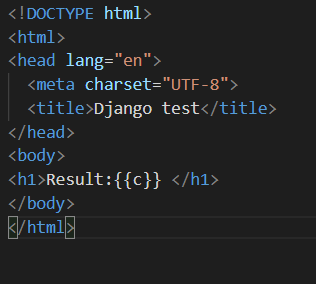 <!DOCTYPE html>
<html>
<head lang="en">
  <meta charset="UTF-8">
  <title>Django test</title>
</head>
<body>
<h1>Result:{{c}} </h1>
</body>
</html>